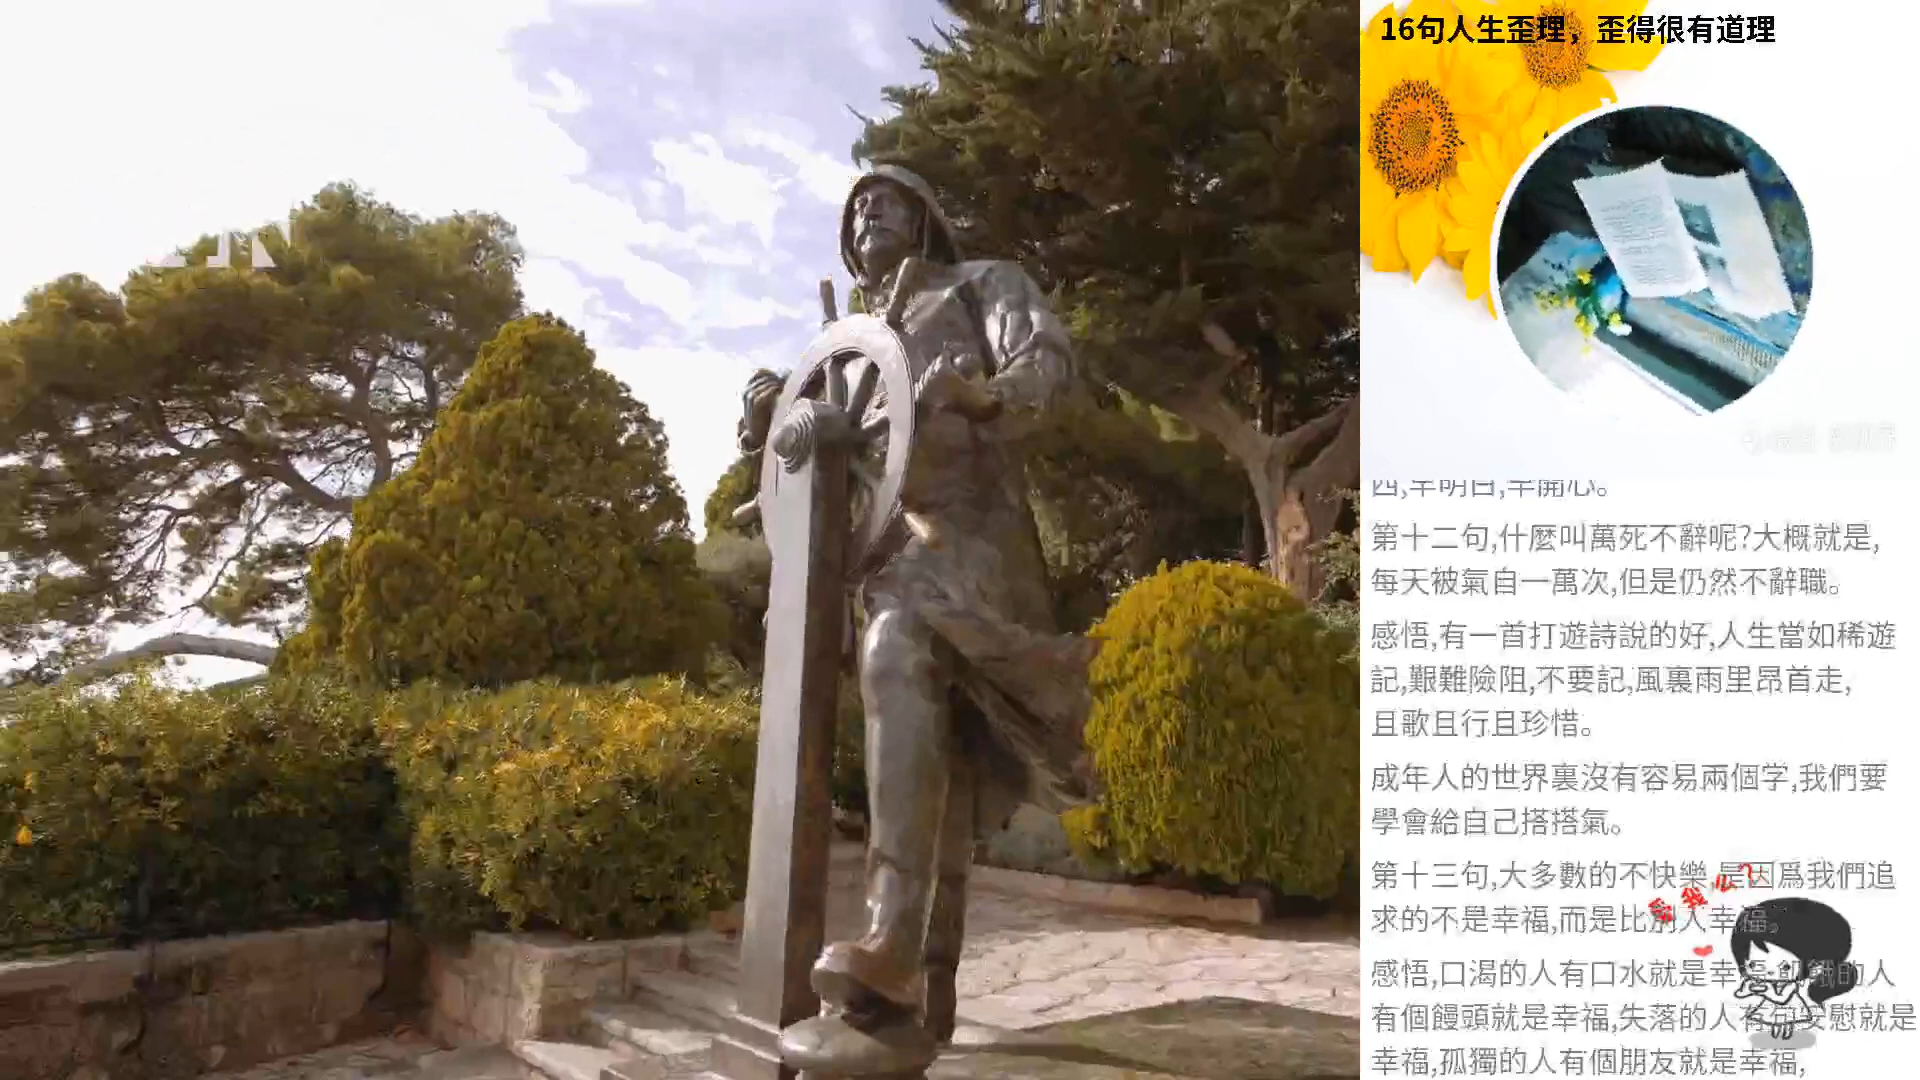 16句人生歪理，歪得很有道理
第十二句,什麼叫萬死不辭呢?大概就是,
每天被氣自一萬次,但是仍然不辭職。
感悟,有一首打遊詩說的好,人生當如稀遊
記,艱難險阻,不要記,風裏雨里昂首走,
且歌且行且珍惜。
成年人的世界裏沒有容易兩個学,我們要
學會給自己搭搭氣。
第十三句,大多數的不快樂,是因爲我們追
求的不是幸福,而是比別人幸福。
感悟,口渴的人有口水就是幸福,飢餓的人
有個饅頭就是幸福,失落的人有句安慰就是
幸福,孤獨的人有個朋友就是幸福,